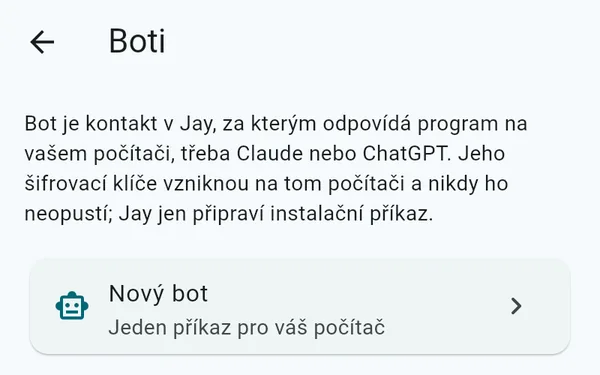 Boti
Bot je kontakt v Jay, za kterým odpovídá program na
vašem počítači, třeba Claude nebo ChatGPT. Jeho
šifrovací klíče vzniknou na tom počítači a nikdy ho
neopustí; Jay jen připraví instalační příkaz.
Nový bot
Jeden příkaz pro váš počítač